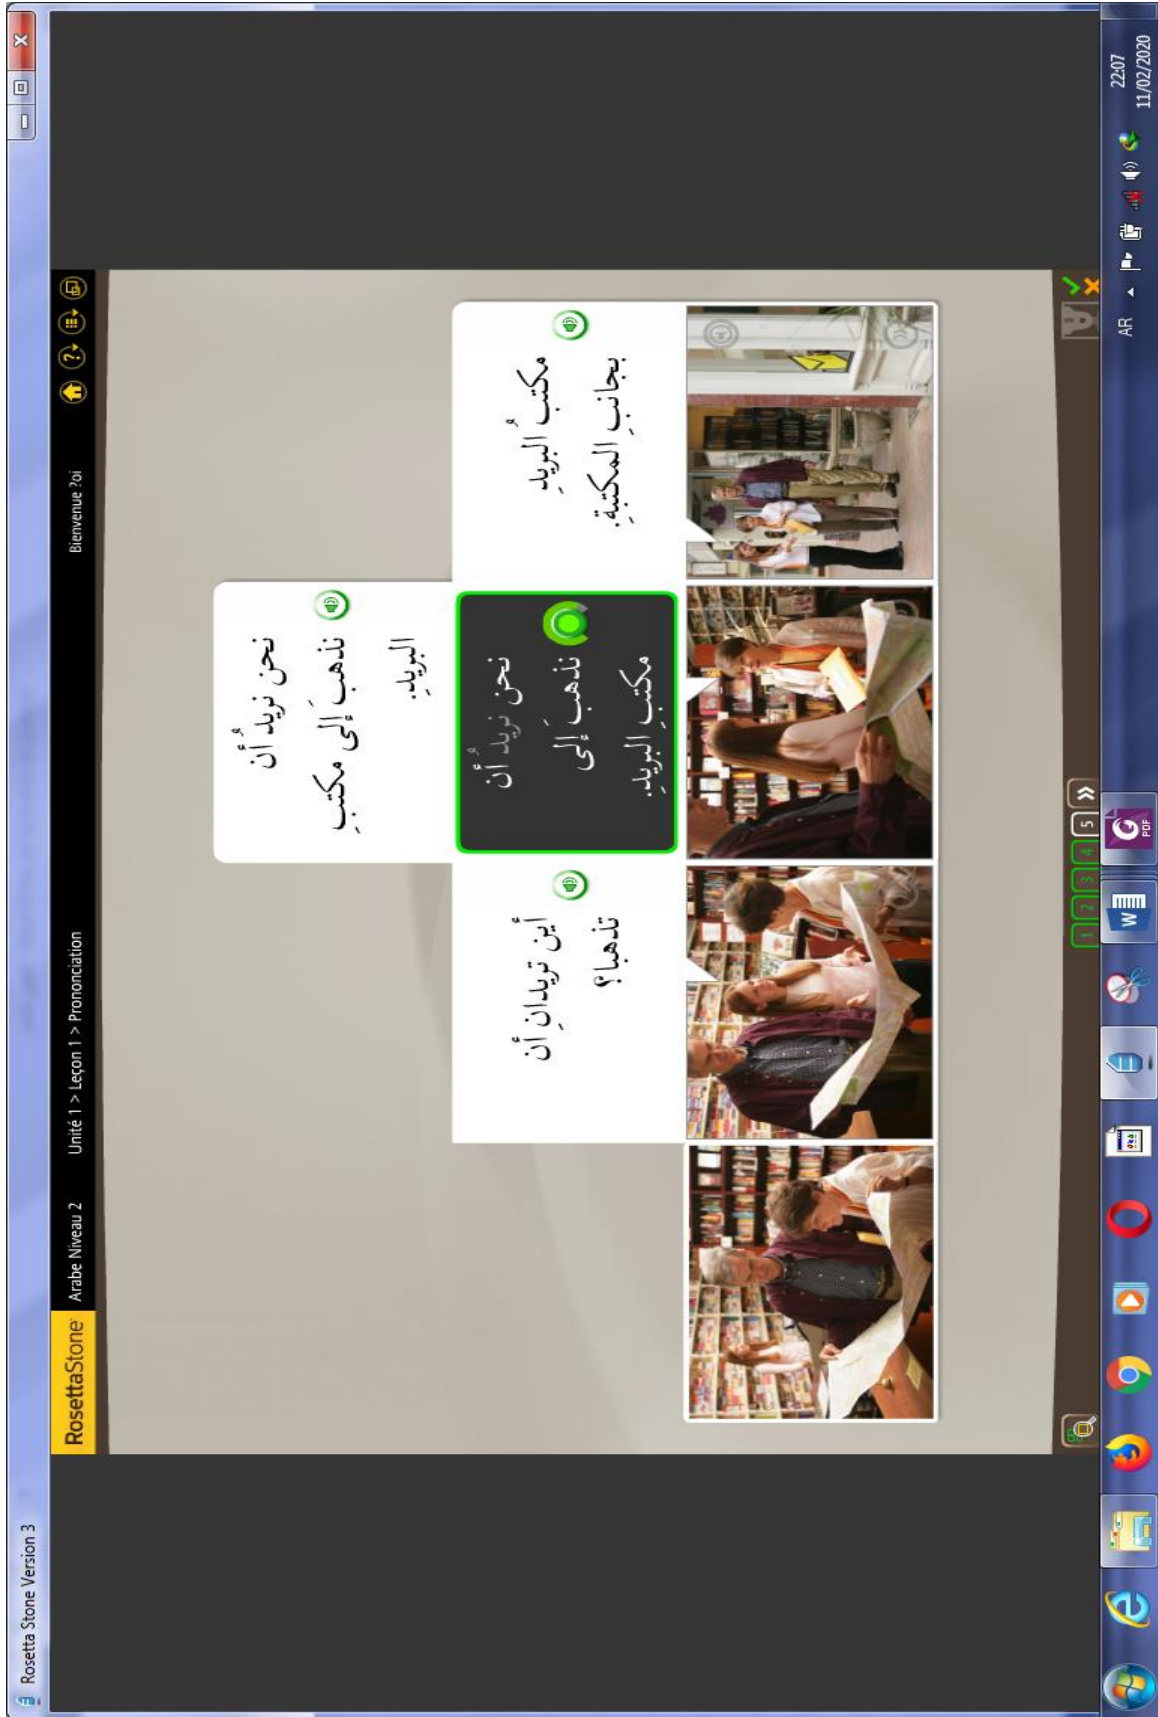 Rosetta Stone Version 3
RosettaStone
Arabe Niveau 2
Unité 1 > Leçon 1 > Prononciation
Bienvenue ?oi
نحن نريدُ أن
نذهبَ إلى مكتبِ
البريدِ.
أين تريدانِ أن
تذهبا؟
نحن نريدُ أن
نذهبَ إلى
مكتبِ البريدِ.
مكتبُ البريدِ
بجانبِ المكتبةِ.
1 2 3 4 5
W
PDF
AR
22:07
11/02/2020